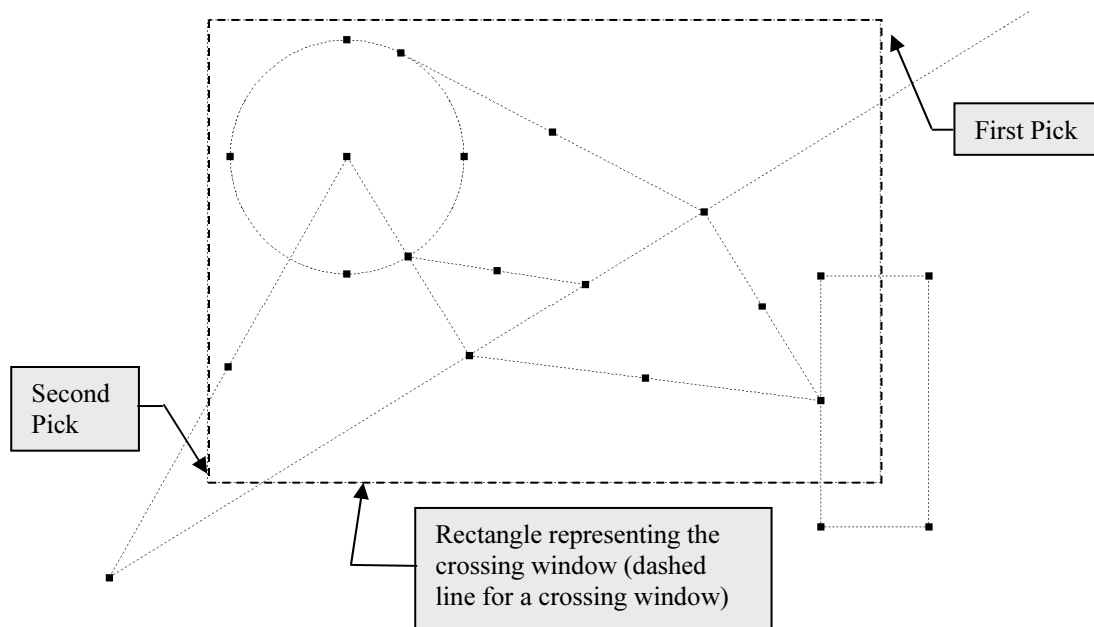 First Pick
Second
Pick
Rectangle representing the
crossing window (dashed
line for a crossing window)